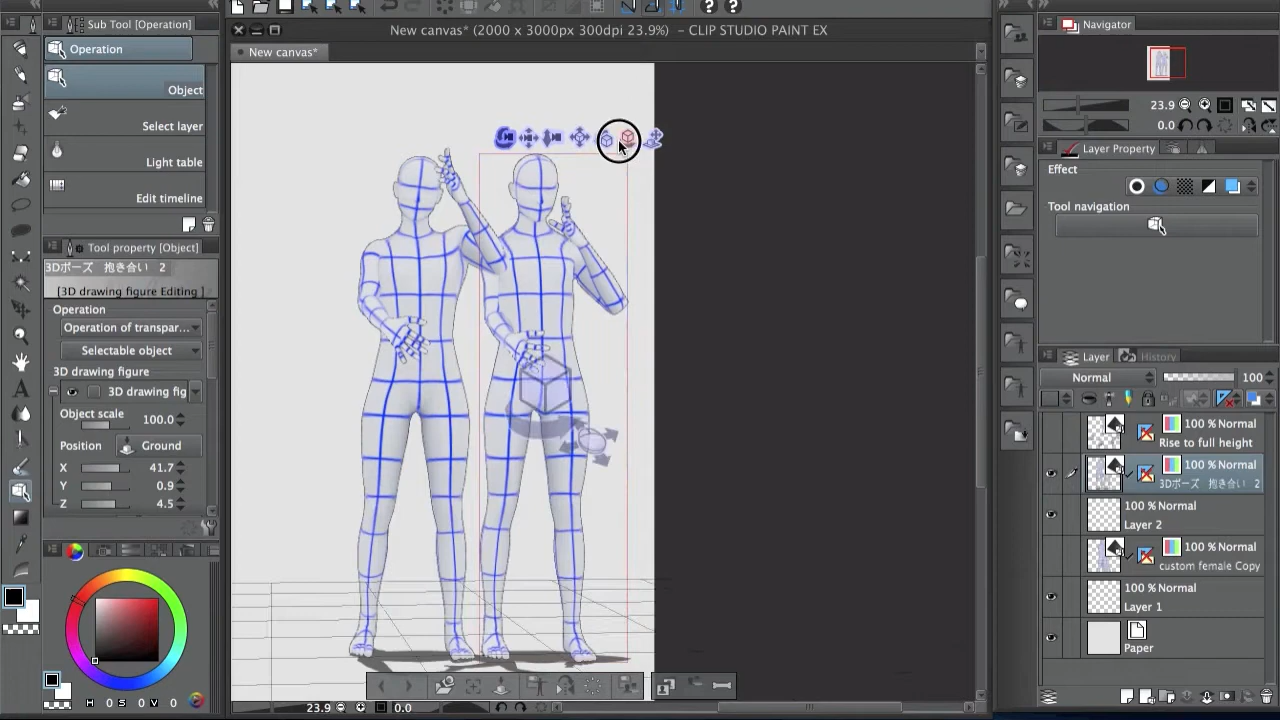 Sub Tool [Operation]
Operation
Object
Select layer
Light table
Edit timeline
Tool property [Object]
3Dポーズ 抱き合い 2
[3D drawing figure Editing ]
Operation
Operation of transpar...
Selectable object
3D drawing figure
3D drawing fig
Object scale
100.0
Position
Ground
X 41.7
Y 0.9
Z 4.5
H 0 S 0 V 0
New canvas* (2000 x 3000px 300dpi 23.9%) - CLIP STUDIO PAINT EX
New canvas*
23.9
0.0
Navigator
23.9
0.0
Layer Property
Effect
Tool navigation
Layer
History
Normal
100
100 % Normal
Rise to full height
100 % Normal
3Dポーズ 抱き合い 2
100 % Normal
Layer 2
100 % Normal
custom female Copy
100 % Normal
Layer 1
Paper